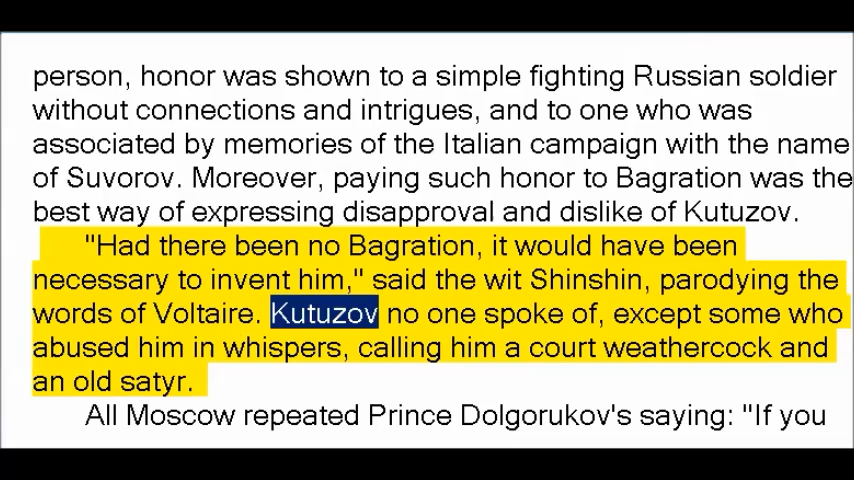 person, honor was shown to a simple fighting Russian soldier
without connections and intrigues, and to one who was
associated by memories of the Italian campaign with the name
of Suvorov. Moreover, paying such honor to Bagration was the
best way of expressing disapproval and dislike of Kutuzov.
"Had there been no Bagration, it would have been
necessary to invent him," said the wit Shinshin, parodying the
words of Voltaire. Kutuzov no one spoke of, except some who
abused him in whispers, calling him a court weathercock and
an old satyr.
All Moscow repeated Prince Dolgorukov's saying: "If you